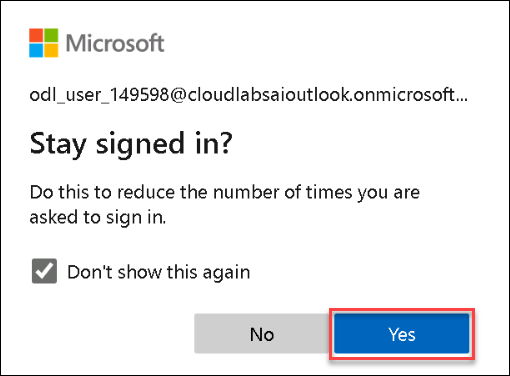 Microsoft
odl_user_149598@cloudlabsaioutlook.onmicrosoft...
Stay signed in?
Do this to reduce the number of times you are
asked to sign in.
Don't show this again
No
Yes